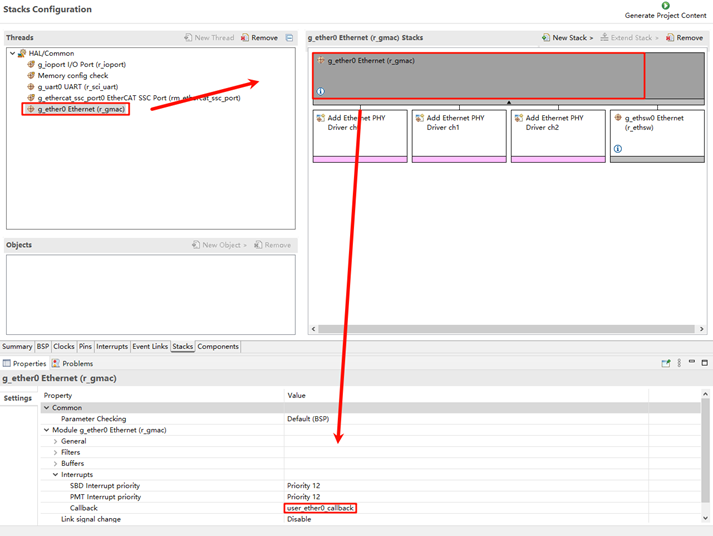 Stacks Configuration
Generate Project Content
Threads
New Thread
Remove
HAL/Common
g_ioport I/O Port (r_ioport)
Memory config check
g_uart0 UART (r_sci_uart)
g_ethercat_ssc_port0 EtherCAT SSC Port (rm_ethercat_ssc_port)
g_ether0 Ethernet (r_gmac)
Objects
New Object >
Remove
g_ether0 Ethernet (r_gmac) Stacks
New Stack >
Extend Stack >
Remove
g_ether0 Ethernet (r_gmac)
Add Ethernet PHY
Driver ch0
Add Ethernet PHY
Driver ch1
Add Ethernet PHY
Driver ch2
g_ethsw0 Ethernet
(r_ethsw)
Summary BSP Clocks Pins Interrupts Event Links Stacks Components
Properties Problems
g_ether0 Ethernet (r_gmac)
Settings
Property Value
Common
Parameter Checking Default (BSP)
Module g_ether0 Ethernet (r_gmac)
General
Filters
Buffers
Interrupts
SBD Interrupt priority Priority 12
PMT Interrupt priority Priority 12
Callback user_ether0_callback
Link signal change Disable